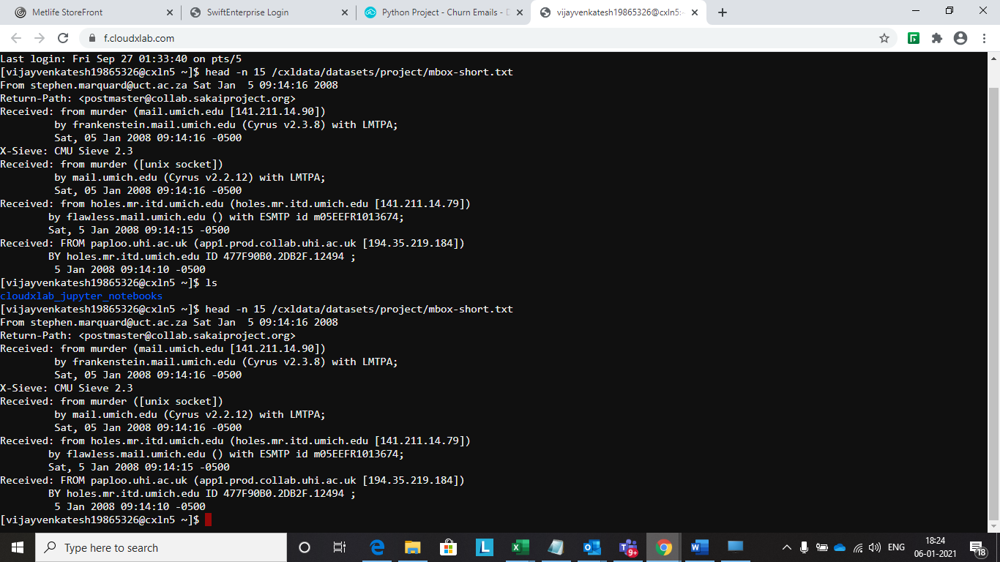 Metlife StoreFront
SwiftEnterprise Login
Python Project - Churn Emails -
vijayvenkatesh19865326@cxln5:
f.cloudxlab.com
Last login: Fri Sep 27 01:33:40 on pts/5
[vijayvenkatesh19865326@cxln5 ~]$ head -n 15 /cxldata/datasets/project/mbox-short.txt
From stephen.marquard@uct.ac.za Sat Jan  5 09:14:16 2008
Return-Path: <postmaster@collab.sakaiproject.org>
Received: from murder (mail.umich.edu [141.211.14.90])
         by frankenstein.mail.umich.edu (Cyrus v2.3.8) with LMTPA;
         Sat, 05 Jan 2008 09:14:16 -0500
X-Sieve: CMU Sieve 2.3
Received: from murder ([unix socket])
         by mail.umich.edu (Cyrus v2.2.12) with LMTPA;
         Sat, 05 Jan 2008 09:14:16 -0500
Received: from holes.mr.itd.umich.edu (holes.mr.itd.umich.edu [141.211.14.79])
        by flawless.mail.umich.edu () with ESMTP id m05EEFR1013674;
        Sat, 5 Jan 2008 09:14:15 -0500
Received: FROM paploo.uhi.ac.uk (app1.prod.collab.uhi.ac.uk [194.35.219.184])
        BY holes.mr.itd.umich.edu ID 477F90B0.2DB2F.12494 ;
         5 Jan 2008 09:14:10 -0500
[vijayvenkatesh19865326@cxln5 ~]$ ls
cloudxlab_jupyter_notebooks
[vijayvenkatesh19865326@cxln5 ~]$ head -n 15 /cxldata/datasets/project/mbox-short.txt
From stephen.marquard@uct.ac.za Sat Jan  5 09:14:16 2008
Return-Path: <postmaster@collab.sakaiproject.org>
Received: from murder (mail.umich.edu [141.211.14.90])
         by frankenstein.mail.umich.edu (Cyrus v2.3.8) with LMTPA;
         Sat, 05 Jan 2008 09:14:16 -0500
X-Sieve: CMU Sieve 2.3
Received: from murder ([unix socket])
         by mail.umich.edu (Cyrus v2.2.12) with LMTPA;
         Sat, 05 Jan 2008 09:14:16 -0500
Received: from holes.mr.itd.umich.edu (holes.mr.itd.umich.edu [141.211.14.79])
        by flawless.mail.umich.edu () with ESMTP id m05EEFR1013674;
        Sat, 5 Jan 2008 09:14:15 -0500
Received: FROM paploo.uhi.ac.uk (app1.prod.collab.uhi.ac.uk [194.35.219.184])
        BY holes.mr.itd.umich.edu ID 477F90B0.2DB2F.12494 ;
         5 Jan 2008 09:14:10 -0500
[vijayvenkatesh19865326@cxln5 ~]$
Type here to search
L
9+
ENG
18:24
06-01-2021
18